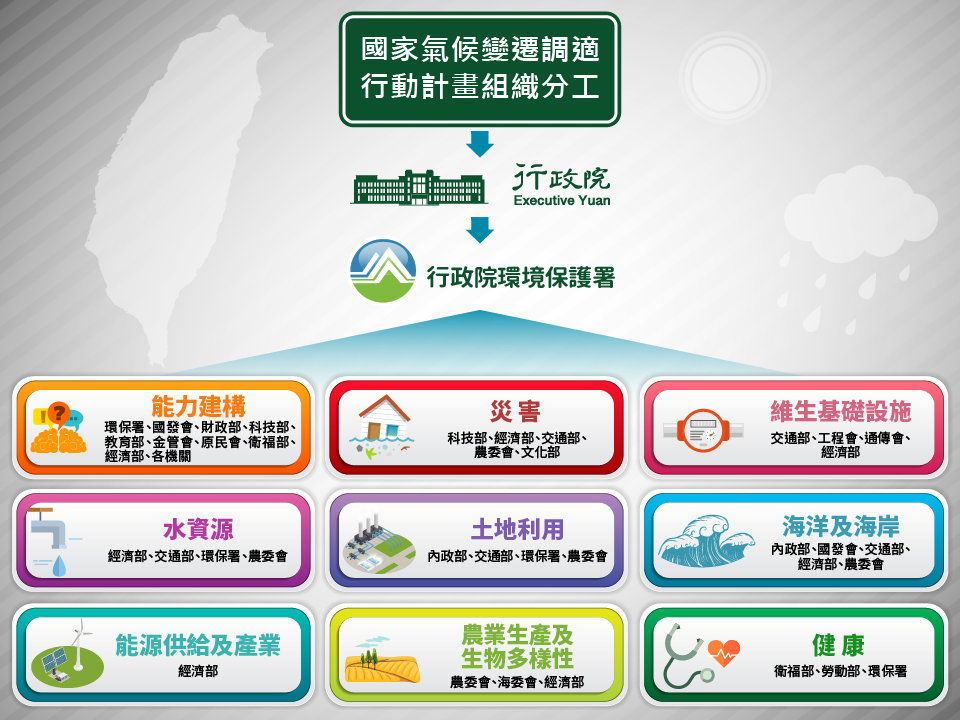 國家氣候變遷調適
行動計畫組織分工
行政院
Executive Yuan
行政院環境保護署
能力建構
環保署、國發會、財政部、科技部、
教育部、金管會、原民會、衛福部、
經濟部、各機關
災害
科技部、經濟部、交通部、
農委會、文化部
維生基礎設施
交通部、工程會、通傳會、
經濟部
水資源
經濟部、交通部、環保署、農委會
土地利用
內政部、交通部、環保署、農委會
海洋及海岸
內政部、國發會、交通部、
經濟部、農委會
能源供給及產業
經濟部
農業生產及
生物多樣性
農委會、海委會、經濟部
健康
衛福部、勞動部、環保署